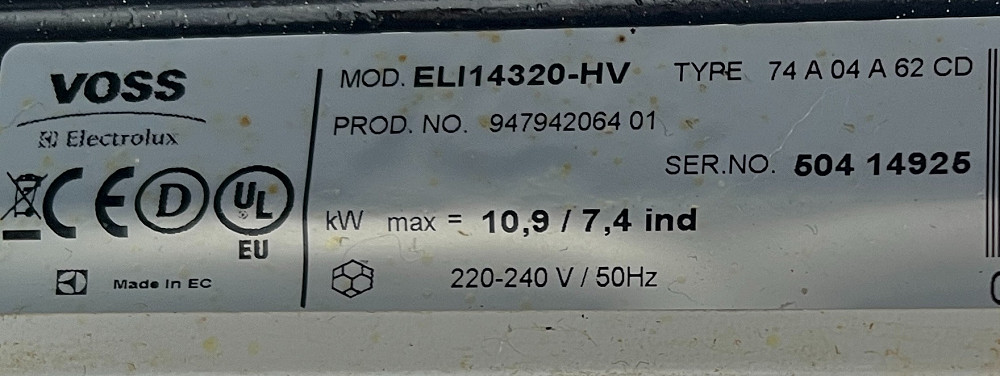 VOSS
Electrolux
CE D UL
EU
Made in EC
MOD. ELI14320-HV TYPE 74 A 04 A 62 CD
PROD. NO. 947942064 01
SER.NO. 504 14925
kW max = 10,9 / 7,4 ind
220-240 V / 50Hz